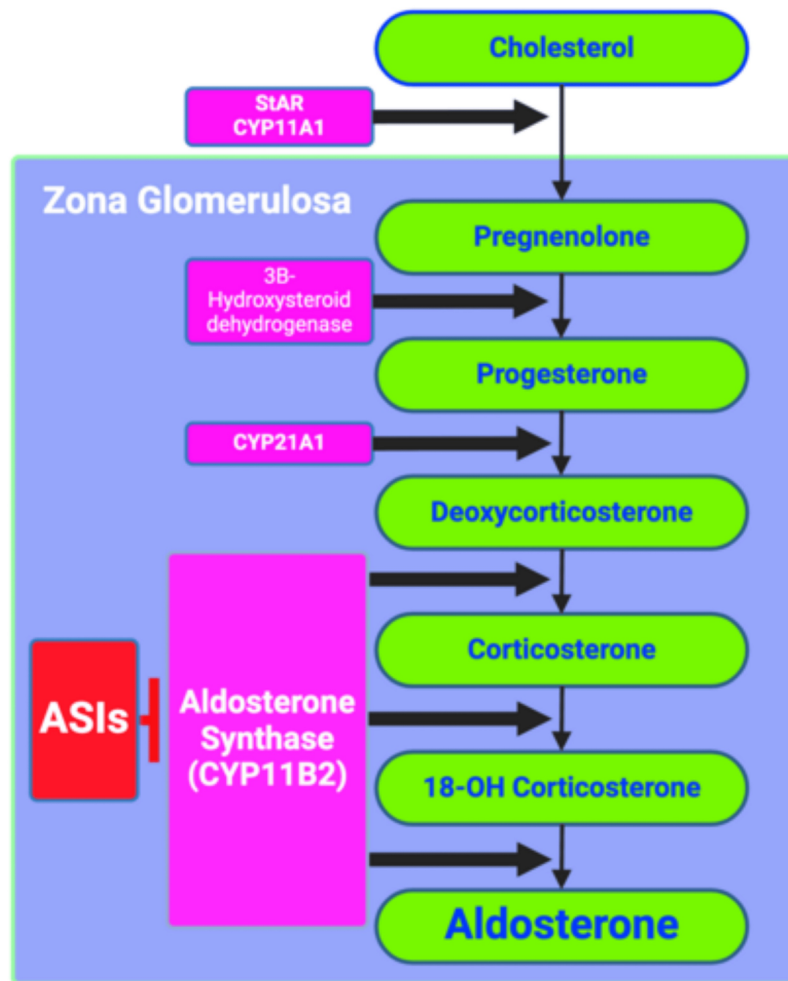 Cholesterol
StAR
CYP11A1
Zona Glomerulosa
Pregnenolone
3B-
Hydroxysteroid
dehydrogenase
Progesterone
CYP21A1
Deoxycorticosterone
Corticosterone
ASIs
Aldosterone
Synthase
(CYP11B2)
18-OH Corticosterone
Aldosterone